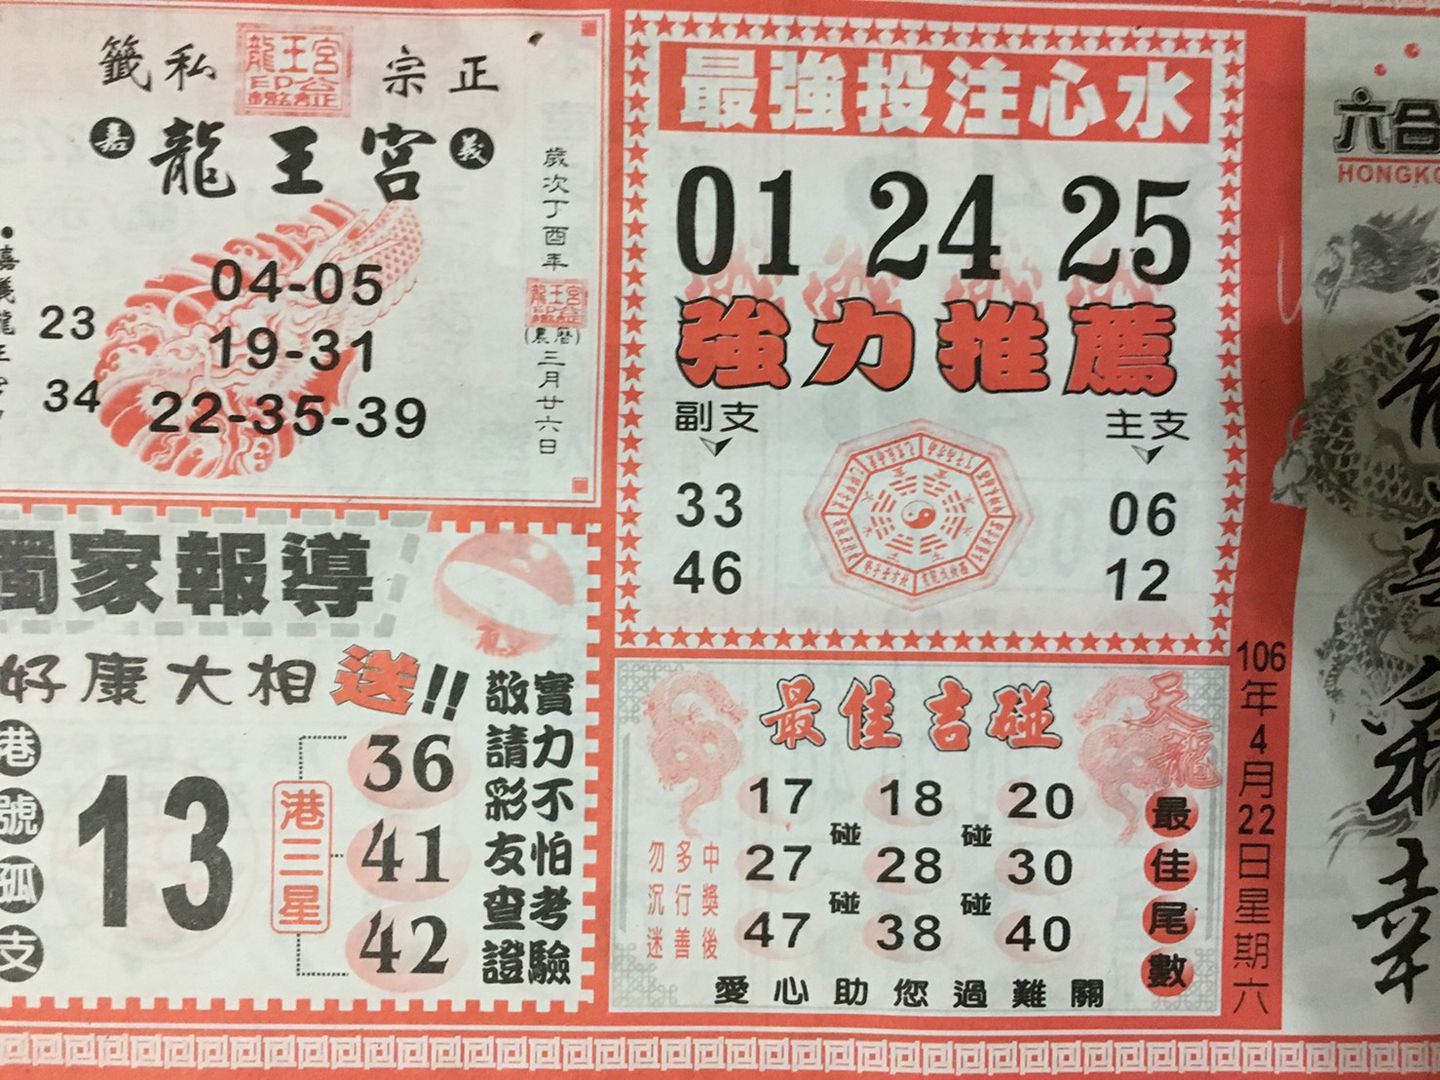 籤私 龍王宮 宗正
嘉 龍王宮 義
歲次丁酉年
(農曆)
三月廿六日
04-05
23
19-31
34
22-35-39
最強投注心水
01 24 25
強力推薦
副支
主支
33
06
46
12
獨家報導
好康大相送!!
港號孤支
13
港三星
36
41
42
實力不怕考驗
敬請彩友查證
最佳吉碰
天龍
最佳尾數
17 18 20
碰 碰
27 28 30
碰 碰
47 38 40
中獎後
多行善
勿沉迷
愛心助您過難關
106年4月22日星期六
六合
HONGKO